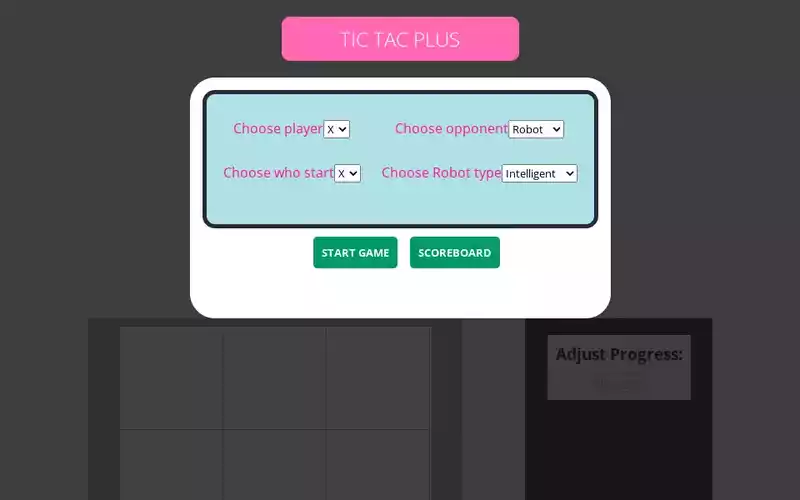 TIC TAC PLUS
Choose player X Choose opponent Robot
Choose who start X Choose Robot type Intelligent
START GAME SCOREBOARD
Adjust Progress: